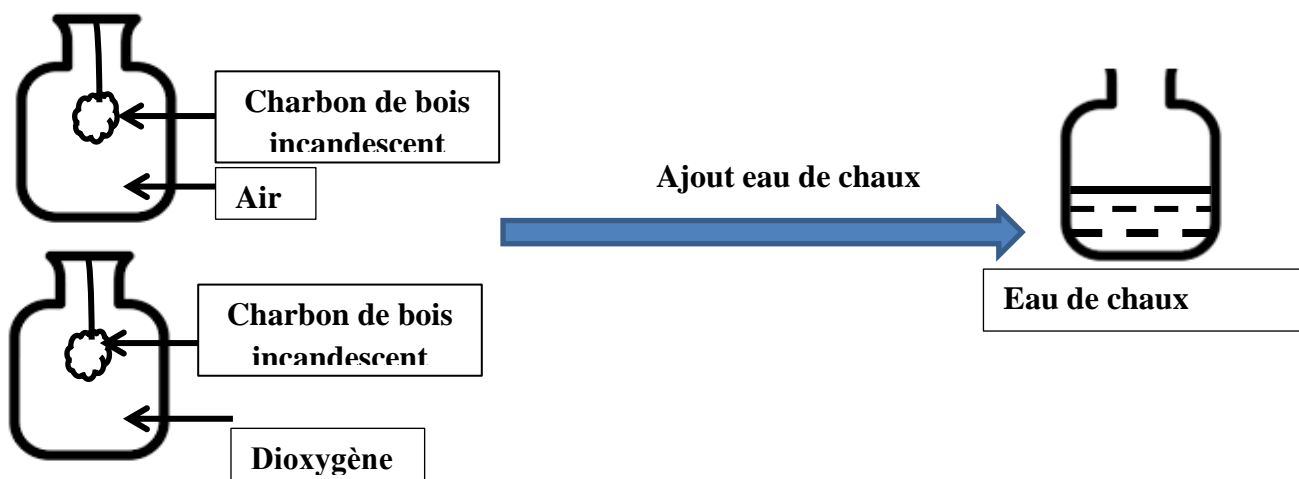 Charbon de bois
incandescent
Air
Ajout eau de chaux
Eau de chaux
Charbon de bois
incandescent
Dioxygène